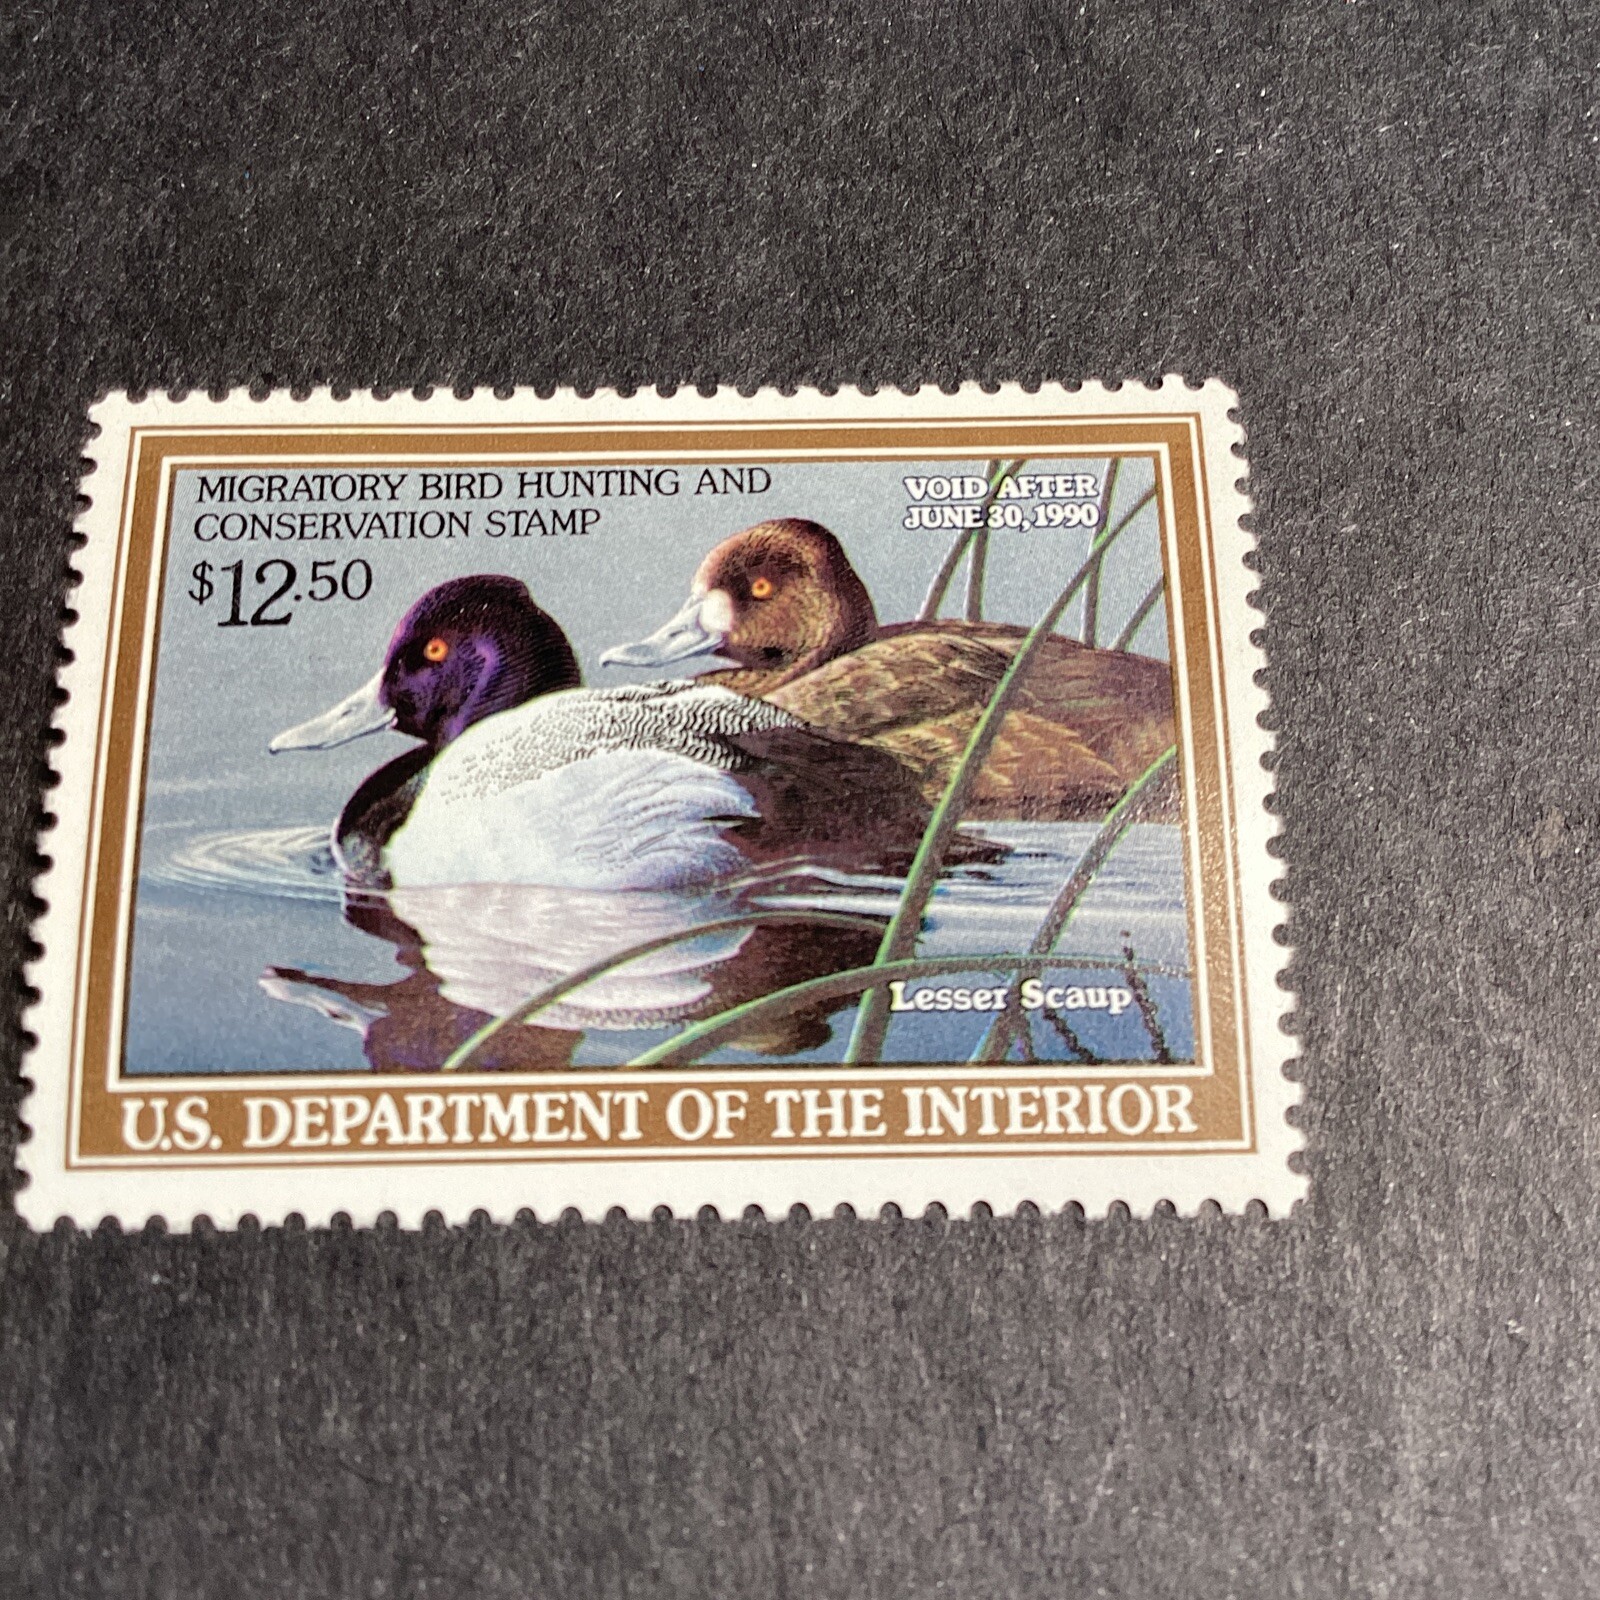 MIGRATORY BIRD HUNTING AND
CONSERVATION STAMP
$12.50
VOID AFTER
JUNE 30, 1990
Lesser Scaup
U.S. DEPARTMENT OF THE INTERIOR